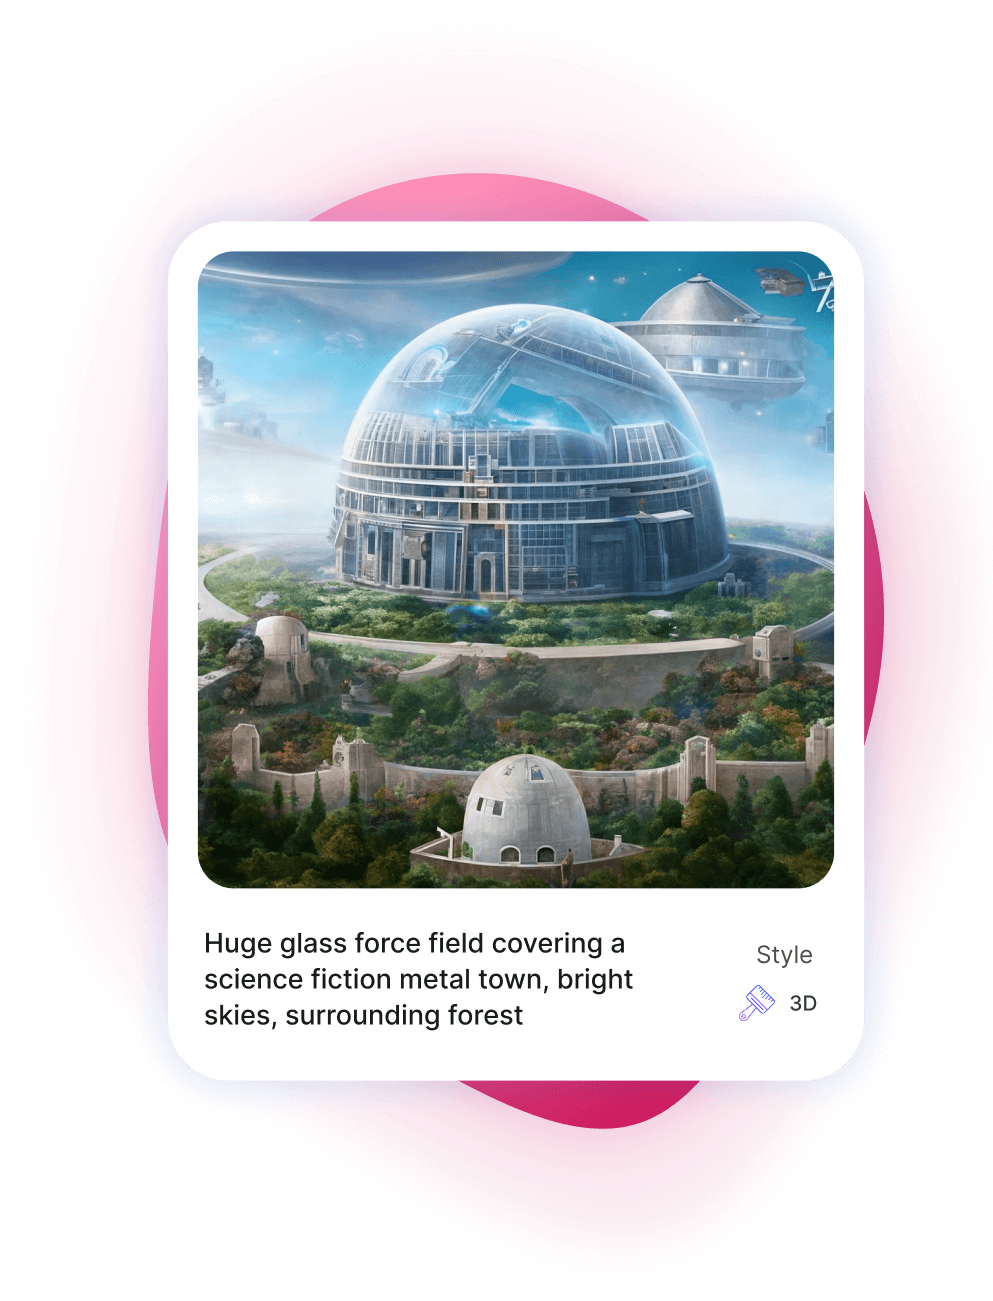 Huge glass force field covering a
science fiction metal town, bright
skies, surrounding forest
Style
3D